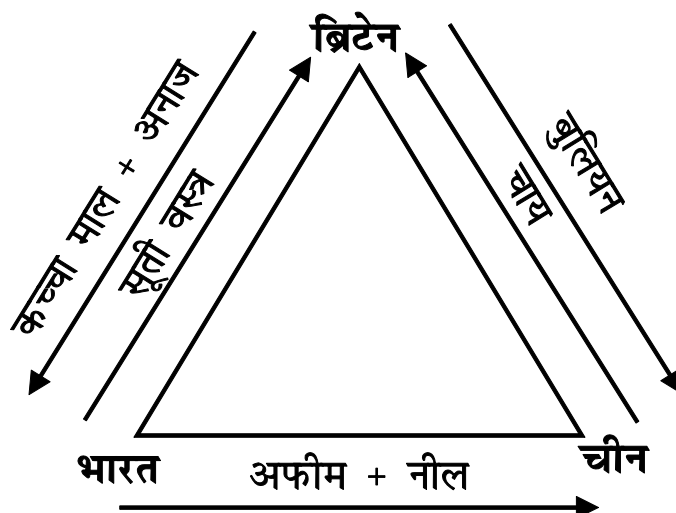 ब्रिटेन
कच्चा माल + अनाज
सूती वस्त्र
चाय
बुलियन
भारत
अफीम + नील
चीन